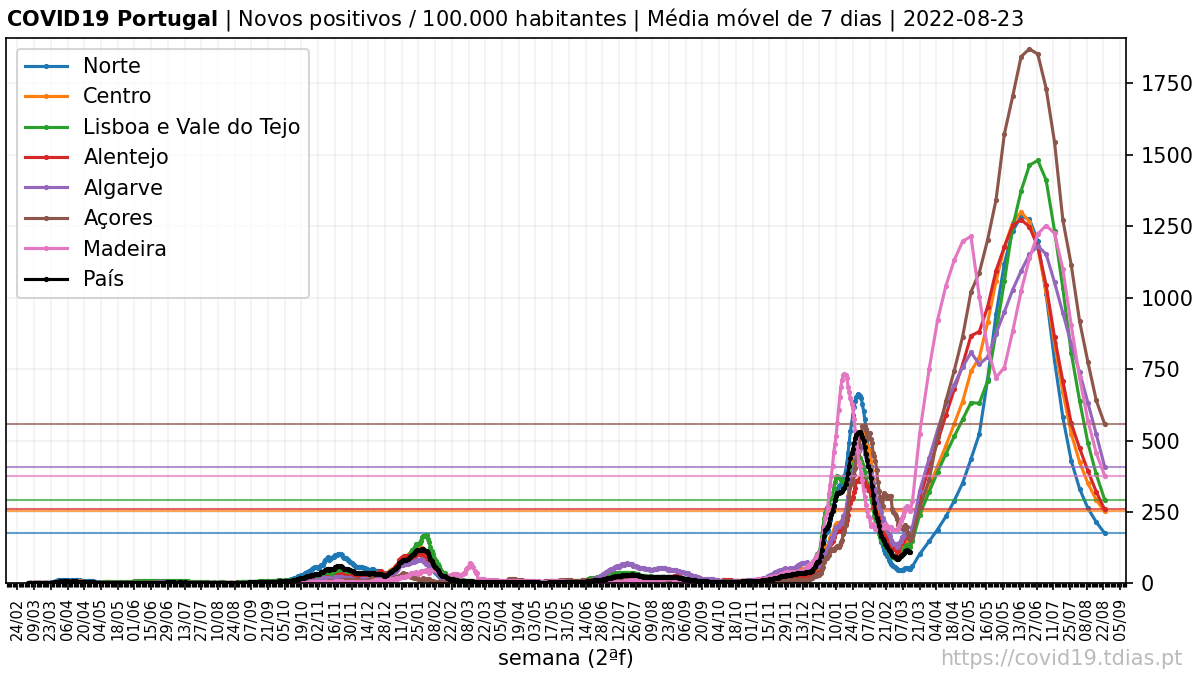 COVID19 Portugal | Novos positivos / 100.000 habitantes | Média móvel de 7 dias | 2022-08-23
Norte
Centro
Lisboa e Vale do Tejo
Alentejo
Algarve
Açores
Madeira
País
1750
1500
1250
1000
750
500
250
0
24/02 09/03 23/03 06/04 20/04 04/05 18/05 01/06 15/06 29/06 13/07 27/07 10/08 24/08 07/09 21/09 05/10 19/10 02/11 16/11 30/11 14/12 28/12 11/01 25/01 08/02 22/02 08/03 22/03 05/04 19/04 03/05 17/05 31/05 14/06 28/06 12/07 26/07 09/08 23/08 06/09 20/09 04/10 18/10 01/11 15/11 29/11 13/12 27/12 10/01 24/01 07/02 21/02 07/03 21/03 04/04 18/04 02/05 16/05 30/05 13/06 27/06 11/07 25/07 08/08 22/08 05/09
semana (2ªf)
https://covid19.tdias.pt